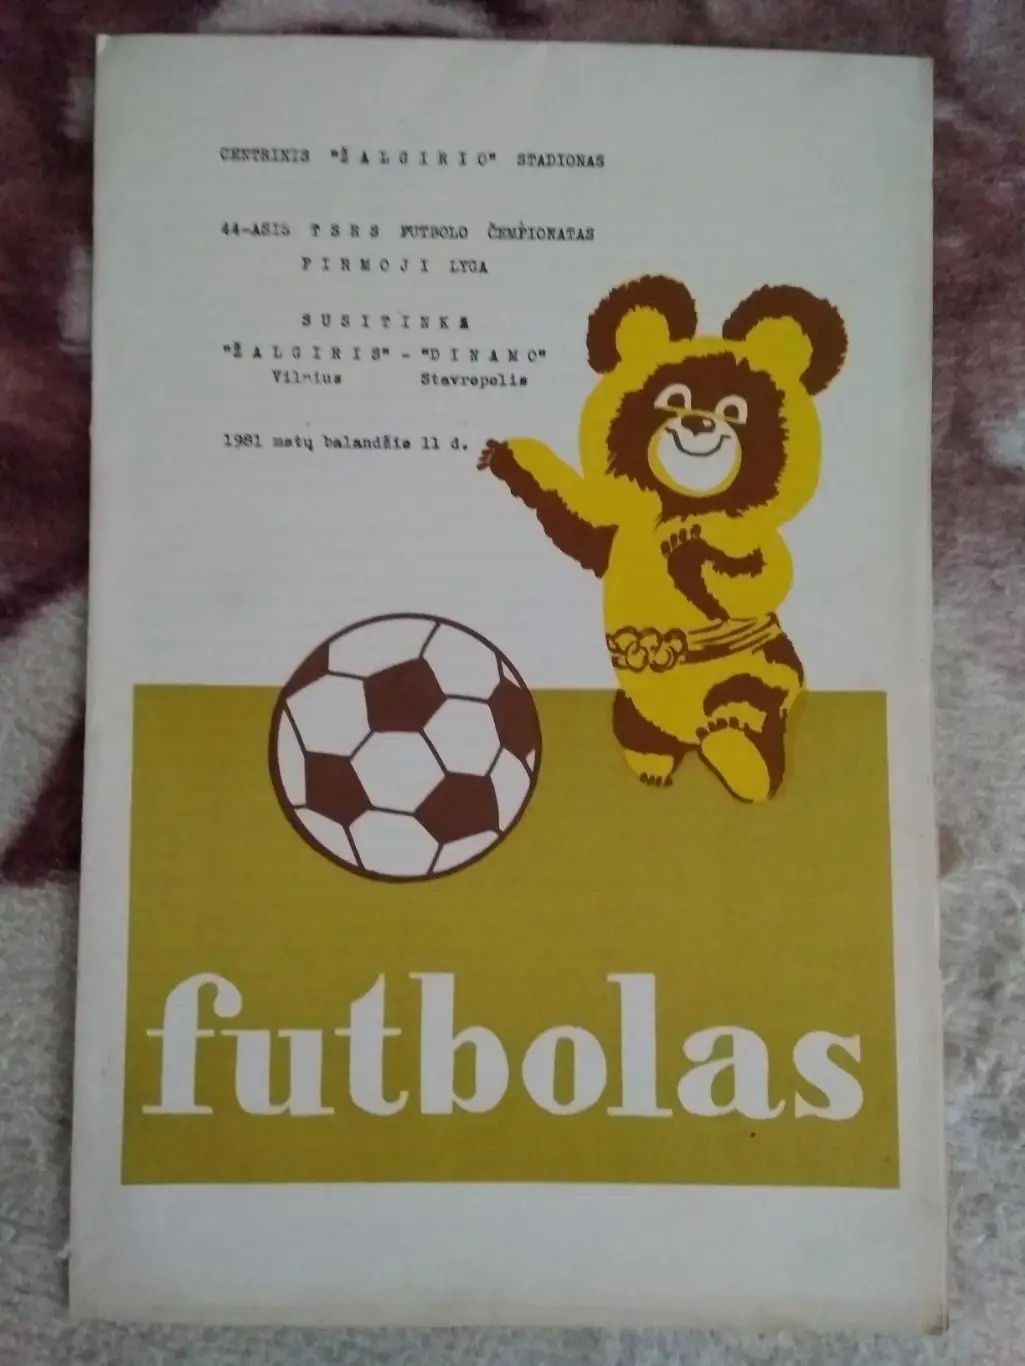 CENTRINIS "ŽALGIRIO" STADIONAS
44-ASIS TSRS FUTBOLO ČEMPIONATAS
PIRMOJI LYGA
SUSITINKA
"ŽALGIRIS" - "DINAMO"
Vilnius Stavropolis
1981 metų balandžio 11 d.
futbolas